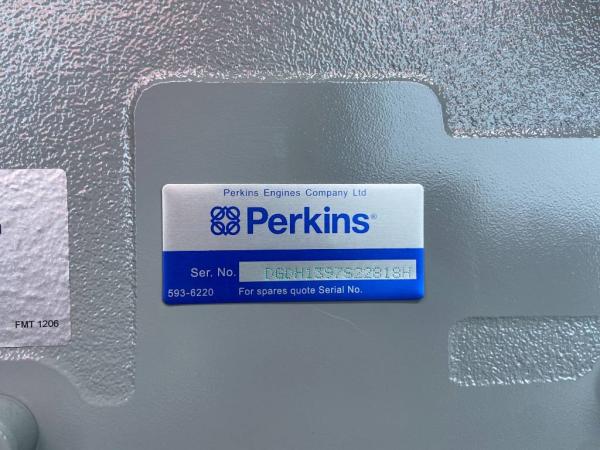 Perkins Engines Company Ltd
Perkins®
Ser. No. DGDH1397S22818H
593-6220 For spares quote Serial No.
FMT 1206